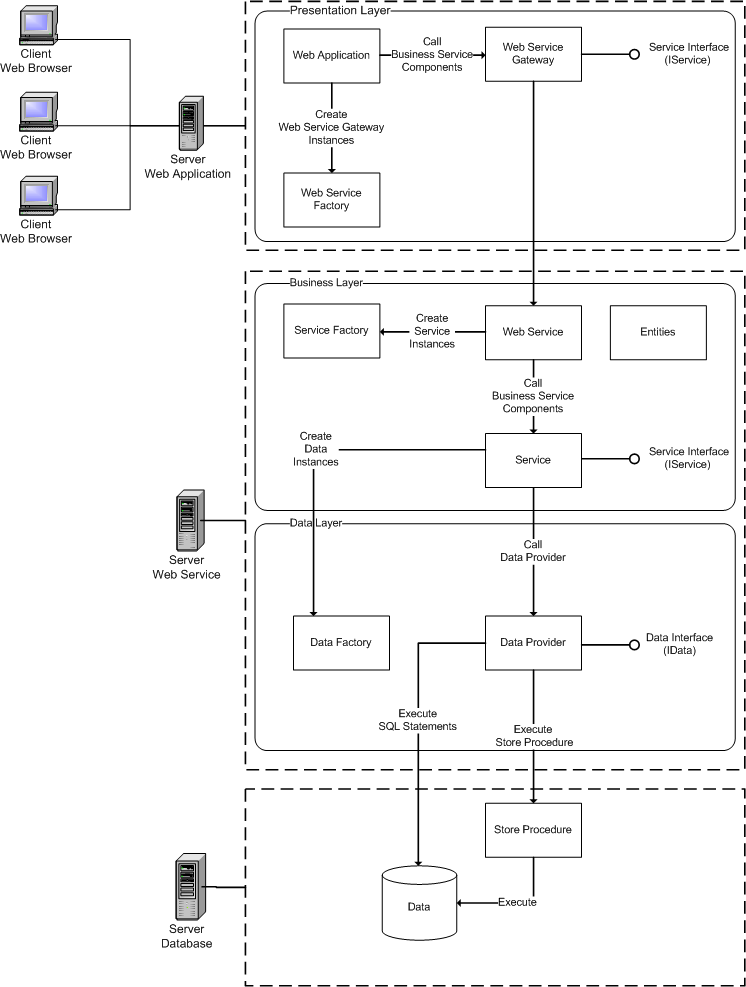 Presentation Layer
Client
Web Browser
Client
Web Browser
Client
Web Browser
Server
Web Application
Web Application
Call
Business Service
Components
Web Service
Gateway
Service Interface
(IService)
Create
Web Service Gateway
Instances
Web Service
Factory
Business Layer
Service Factory
Create
Service
Instances
Web Service
Entities
Call
Business Service
Components
Create
Data
Instances
Service
Service Interface
(IService)
Server
Web Service
Data Layer
Call
Data Provider
Data Factory
Data Provider
Data Interface
(IData)
Execute
SQL Statements
Execute
Store Procedure
Store Procedure
Server
Database
Data
Execute